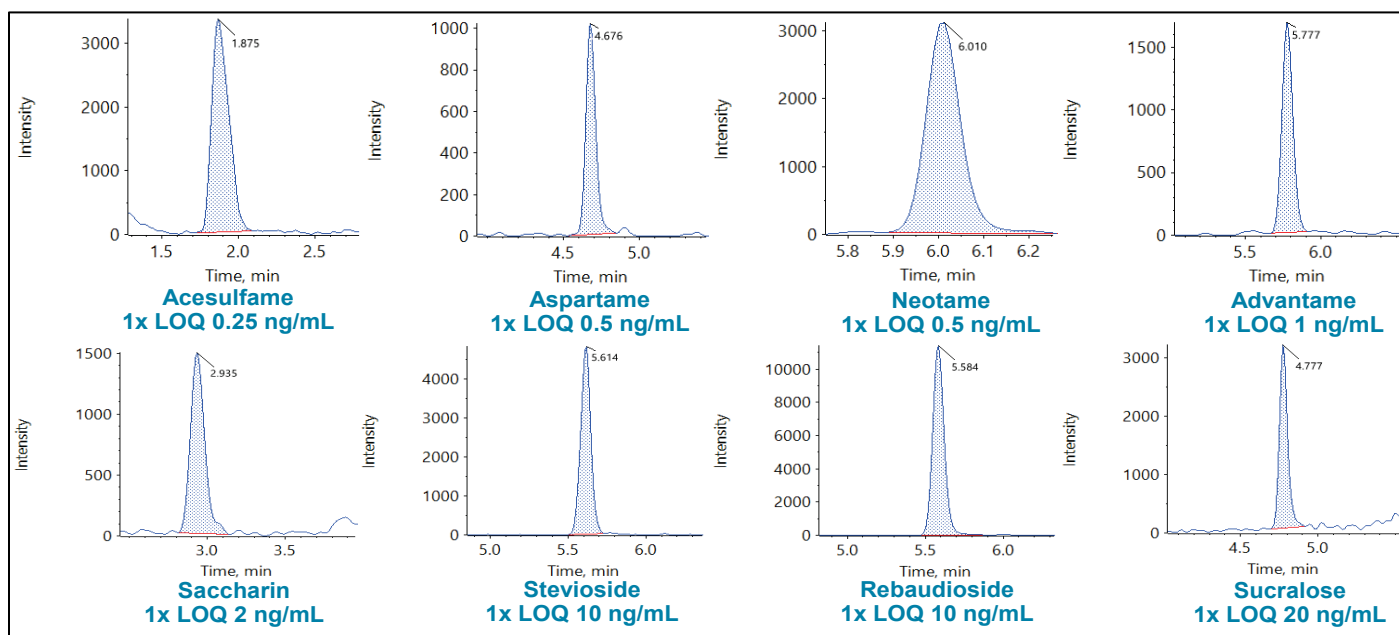 Intensity
3000
2000
1000
0
1.875
1.5 2.0 2.5
Time, min
Acesulfame
1x LOQ 0.25 ng/mL
Intensity
1000
800
600
400
200
0
4.676
4.5 5.0
Time, min
Aspartame
1x LOQ 0.5 ng/mL
Intensity
3000
2000
1000
0
6.010
5.8 5.9 6.0 6.1 6.2
Time, min
Neotame
1x LOQ 0.5 ng/mL
Intensity
1500
1000
500
0
5.777
5.5 6.0
Time, min
Advantame
1x LOQ 1 ng/mL
Intensity
1500
1000
500
0
2.935
3.0 3.5
Time, min
Saccharin
1x LOQ 2 ng/mL
Intensity
4000
3000
2000
1000
0
5.614
5.0 5.5 6.0
Time, min
Stevioside
1x LOQ 10 ng/mL
Intensity
10000
8000
6000
4000
2000
0
5.584
5.0 5.5 6.0
Time, min
Rebaudioside
1x LOQ 10 ng/mL
Intensity
3000
2000
1000
0
4.777
4.5 5.0
Time, min
Sucralose
1x LOQ 20 ng/mL